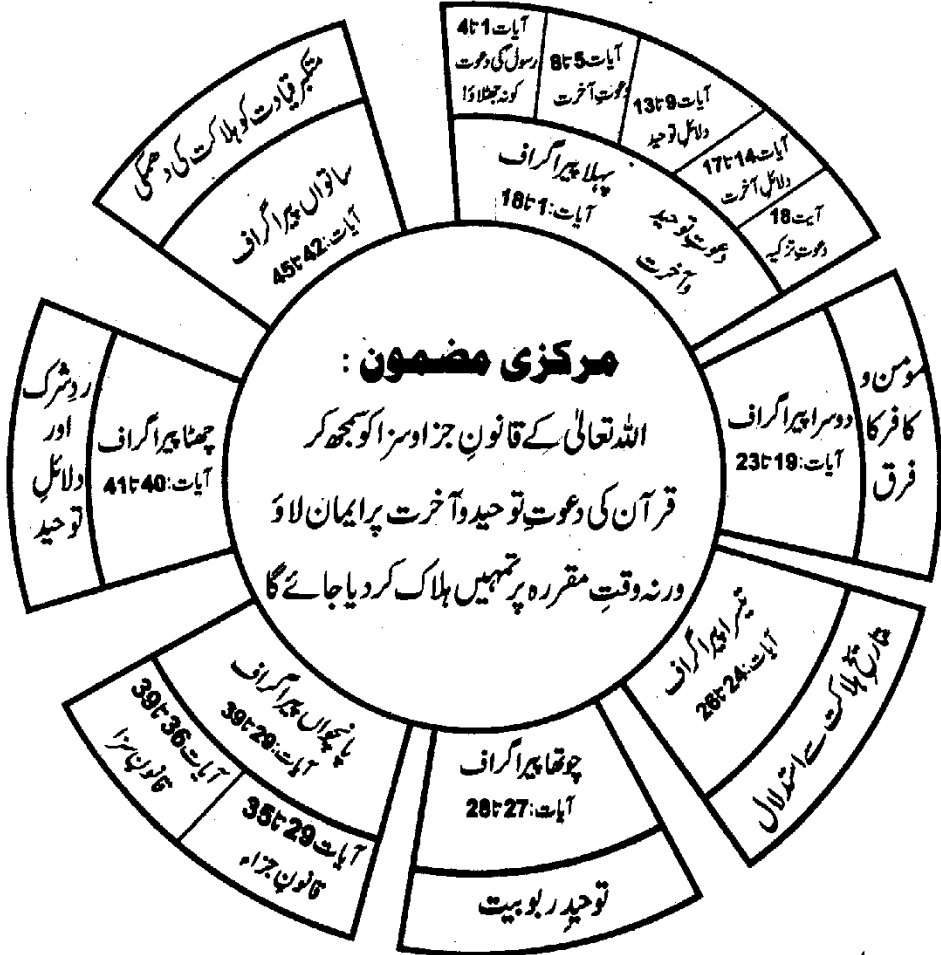 مرکزی مضمون :
اللہ تعالیٰ کے قانونِ جزا و سزا کو سمجھ کر
قرآن کی دعوتِ توحید و آخرت پر ایمان لاؤ
ورنہ وقتِ مقررہ پر تمہیں ہلاک کر دیا جائے گا
پہلا پیراگراف
آیات:1 تا 18
دعوتِ توحید
و آخرت
آیات 1 تا 4
رسولؐ کی دعوت
کو نہ جھٹلاؤ!
آیات 5 تا 8
دعوتِ آخرت
آیات 9 تا 13
دلائلِ توحید
آیات 14 تا 17
دلائلِ آخرت
آیت 18
دعوتِ تزکیہ
دوسرا پیراگراف
آیات:19 تا 23
مومن و
کافر کا
فرق
تیسرا پیراگراف
آیات:24 تا 26
تاریخِ ہلاکت سے استدلال
چوتھا پیراگراف
آیات:27 تا 28
توحیدِ ربوبیت
پانچواں پیراگراف
آیات:29 تا 39
آیات 29 تا 35
قانونِ جزاء
آیات 36 تا 39
قانونِ سزا
چھٹا پیراگراف
آیات:40 تا 41
ردِ شرک
اور
دلائلِ
توحید
ساتواں پیراگراف
آیات:42 تا 45
متکبر قیادت کو ہلاکت کی دھمکی